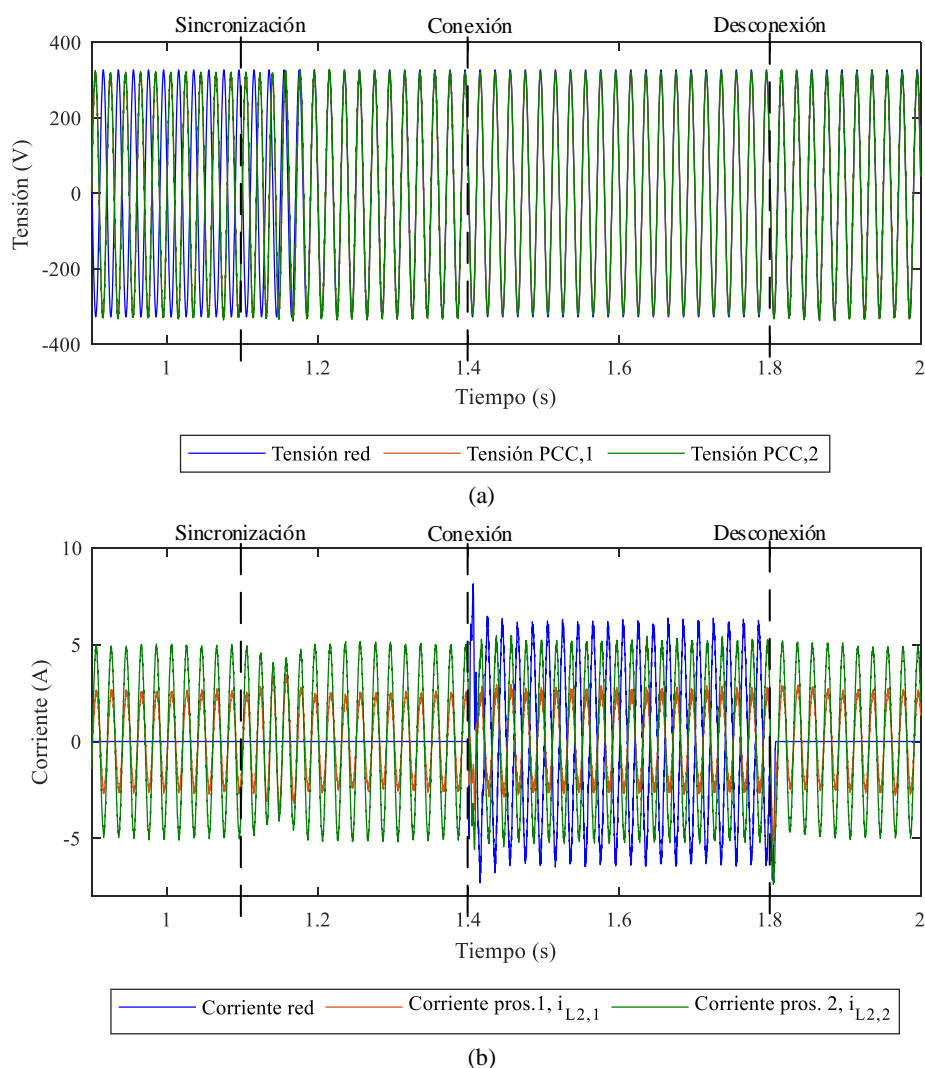 Sincronización Conexión Desconexión
400
200
0
-200
-400
Tensión (V)
1 1.2 1.4 1.6 1.8 2
Tiempo (s)
Tensión red Tensión PCC,1 Tensión PCC,2
(a)
Sincronización Conexión Desconexión
10
5
0
-5
Corriente (A)
1 1.2 1.4 1.6 1.8 2
Tiempo (s)
Corriente red Corriente pros.1, i_L2,1 Corriente pros. 2, i_L2,2
(b)